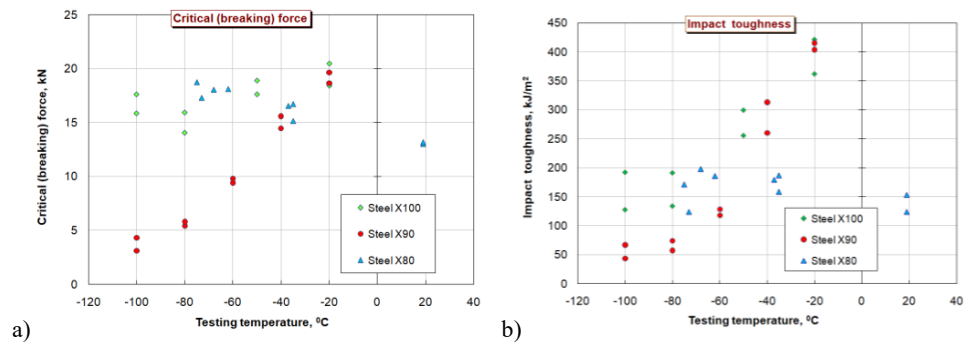 Critical (breaking) force
25
20
15
10
5
0
-120 -100 -80 -60 -40 -20 0 20 40
Critical (breaking) force, kN
Testing temperature, ⁰C
Steel X100
Steel X90
Steel X80
a)
Impact toughness
450
400
350
300
250
200
150
100
50
0
-120 -100 -80 -60 -40 -20 0 20 40
Impact toughness, kJ/m²
Testing temperature, ⁰C
Steel X100
Steel X90
Steel X80
b)